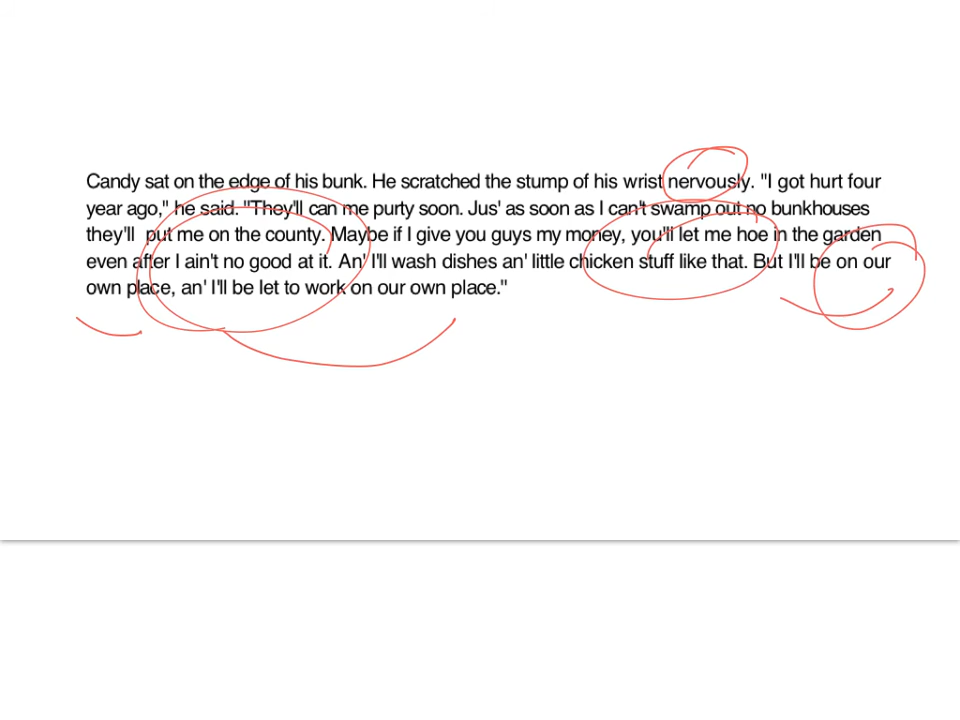 Candy sat on the edge of his bunk. He scratched the stump of his wrist nervously. "I got hurt four
year ago," he said. "They'll can me purty soon. Jus' as soon as I can't swamp out no bunkhouses
they'll  put me on the county. Maybe if I give you guys my money, you'll let me hoe in the garden
even after I ain't no good at it. An' I'll wash dishes an' little chicken stuff like that. But I'll be on our
own place, an' I'll be let to work on our own place."